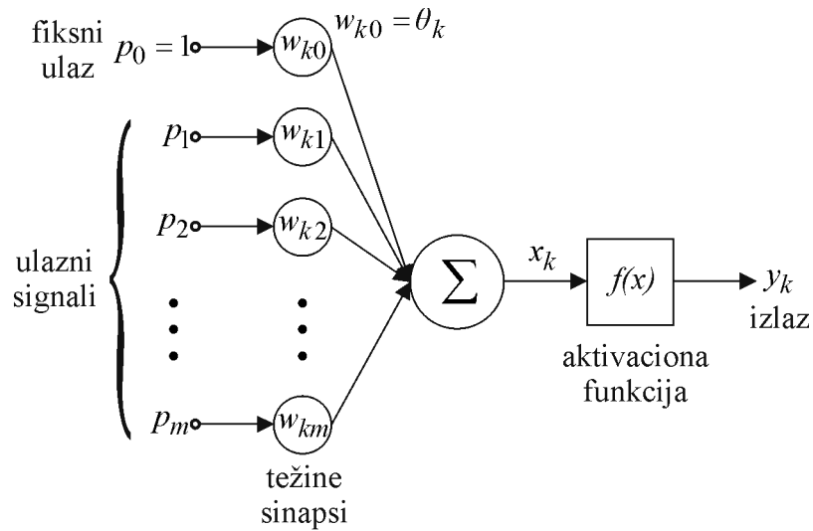 fiksni
ulaz
p0 = 1
wk0
wk0 = θk
p1
wk1
p2
wk2
ulazni
signali
pm
wkm
težine
sinapsi
Σ
xk
f(x)
aktivaciona
funkcija
yk
izlaz